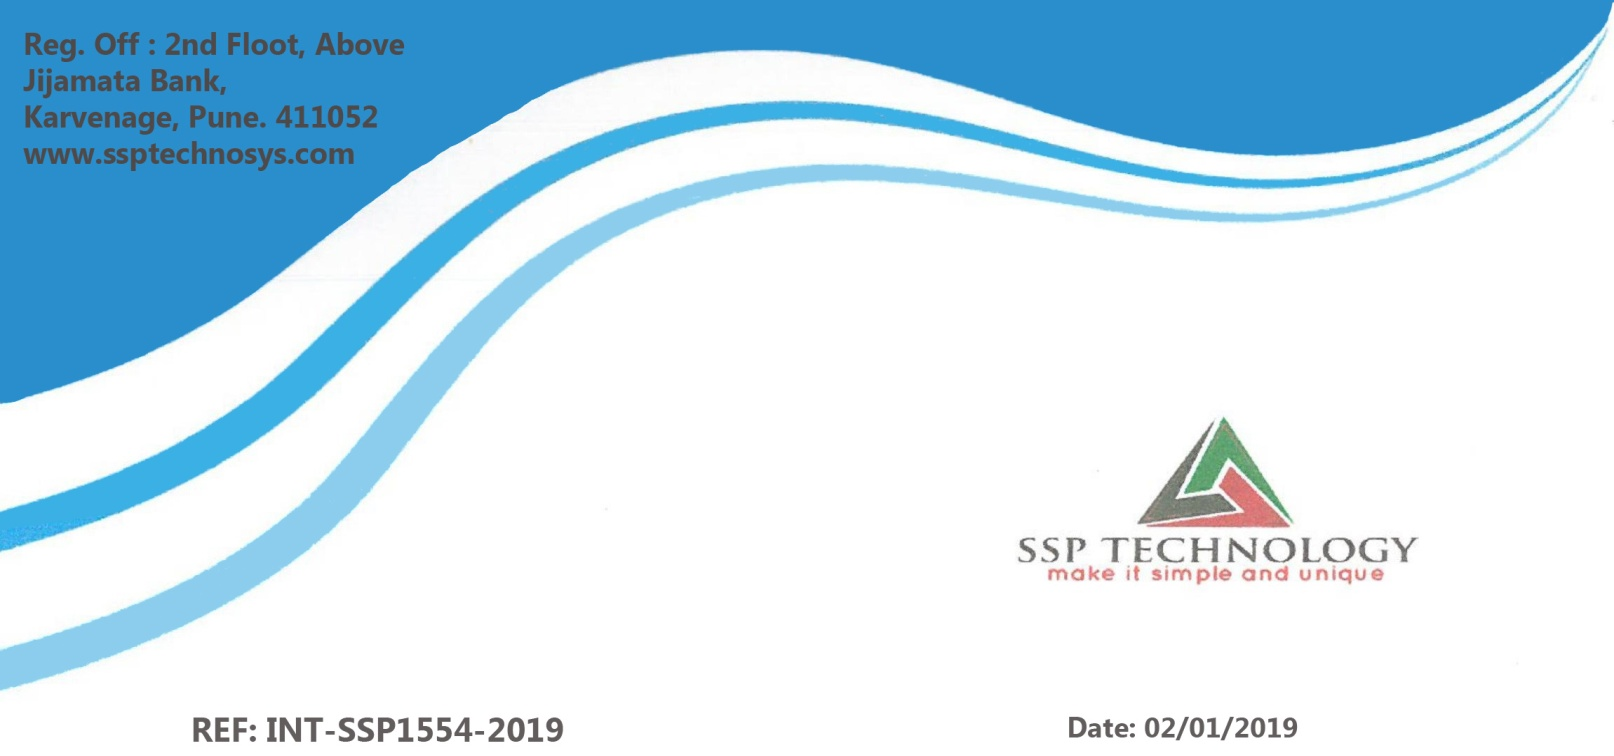 Reg. Off : 2nd Floot, Above
Jijamata Bank,
Karvenage, Pune. 411052
www.ssptechnosys.com
SSP TECHNOLOGY
make it simple and unique
REF: INT-SSP1554-2019
Date: 02/01/2019